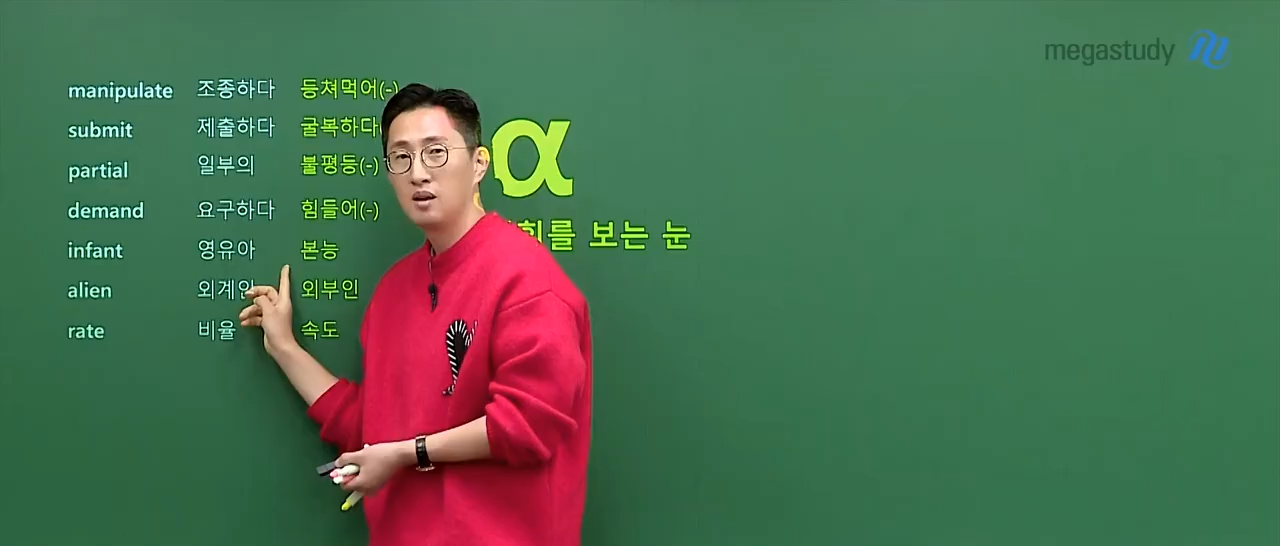 megastudy
manipulate 조종하다 등쳐먹어(-)
submit 제출하다 굴복하다
partial 일부의 불평등(-)
demand 요구하다 힘들어(-)
infant 영유아 본능
alien 외계인 외부인
rate 비율 속도
α
휘를 보는 눈